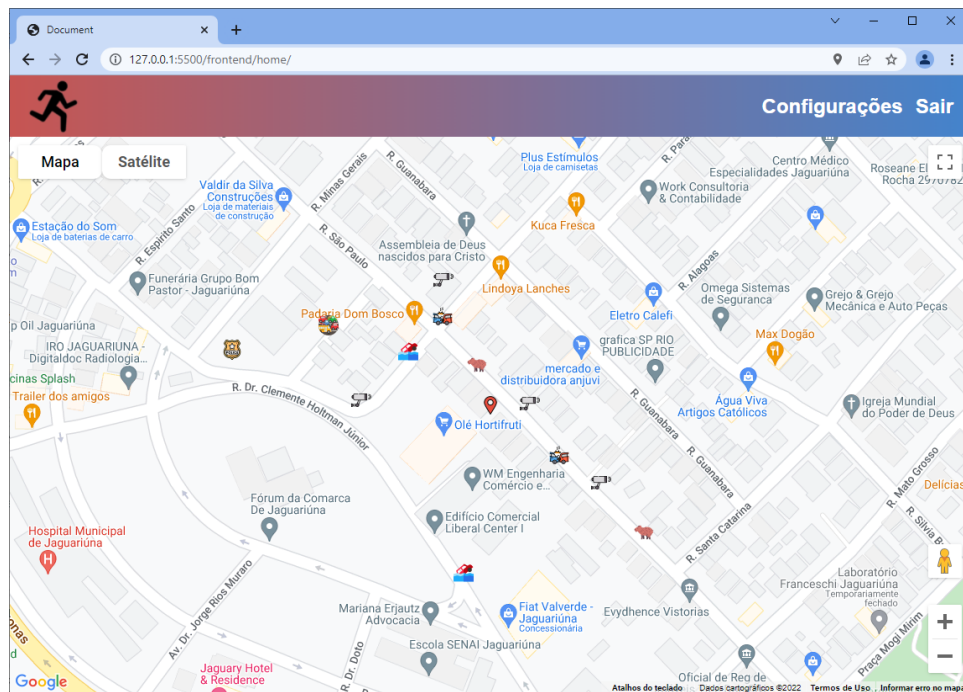 Document
127.0.0.1:5500/frontend/home/
Configurações Sair
Mapa Satélite
Plus Estímulos
Loja de camisetas
Centro Médico
Especialidades Jaguariúna
Roseane El
Rocha 2970782
Work Consultoria
& Contabilidade
R. Guanabara
R. Minas Gerais
Valdir da Silva
Construções
Loja de materiais
de construção
Kuca Fresca
Estação do Som
Loja de baterias de carro
R. Espirito Santo
R. São Paulo
Assembleia de Deus
nascidos para Cristo
R. Alagoas
Funerária Grupo Bom
Pastor - Jaguariúna
Lindoya Lanches
Omega Sistemas
de Seguranca
Grejo & Grejo
Mecânica e Auto Peças
Padaria Dom Bosco
Eletro Calefi
p Oil Jaguariúna
Max Dogão
IRO JAGUARIUNA -
Digitaldoc Radiologia...
grafica SP RIO
PUBLICIDADE
mercado e
distribuidora anjuvi
cinas Splash
Trailer dos amigos
R. Dr. Clemente Holtman Júnior
Água Viva
Artigos Católicos
Igreja Mundial
do Poder de Deus
Olé Hortifruti
R. Guanabara
R. Guanabara
R. Mato Grosso
WM Engenharia
Comércio e...
Delícias
Fórum da Comarca
De Jaguariúna
Edifício Comercial
Liberal Center I
R. Santa Catarina
Hospital Municipal
de Jaguariúna
Av. Dr. Jorge Rios Muraro
Laboratório
Franceschi Jaguariúna
Temporariamente
fechado
Mariana Erjautz
Advocacia
Fiat Valverde -
Jaguariúna
Concessionária
Evydhence Vistorias
Escola SENAI Jaguariúna
R. Dr. Doto
Praça Mogi Mirim
Jaguary Hotel
& Residence
Oficial de Reg de
Google
Atalhos do teclado Dados cartográficos ©2022 Termos de Uso Informar erro no mapa